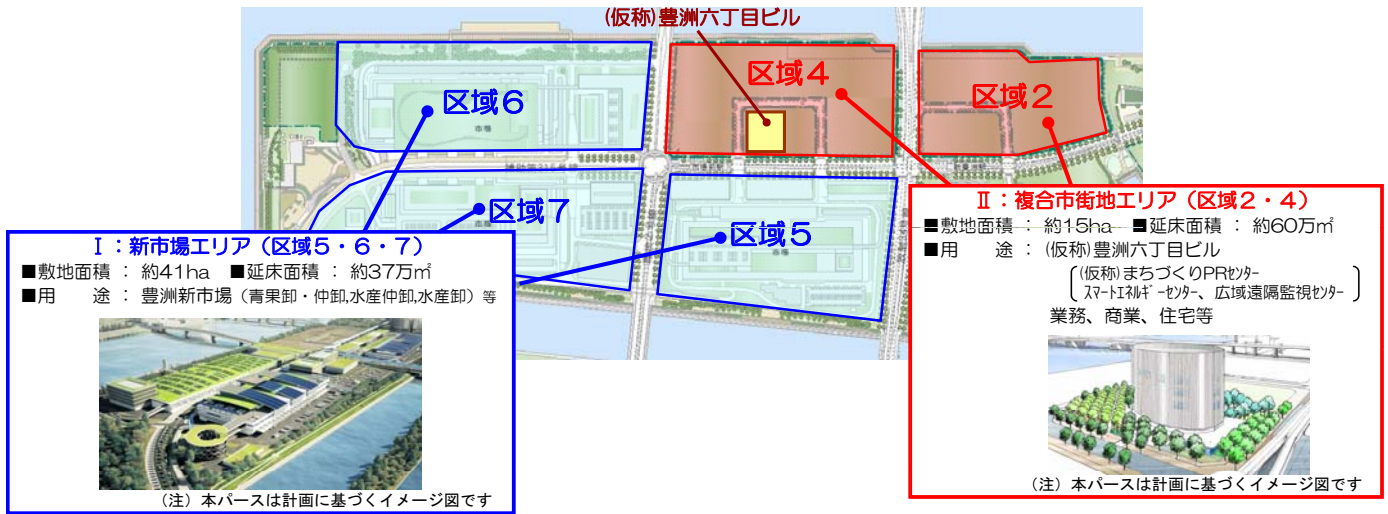 (仮称)豊洲六丁目ビル
区域6
区域4
区域2
市場
区域7
区域5
Ⅰ：新市場エリア（区域5・6・7）
■敷地面積 ： 約41ha ■延床面積 ： 約37万㎡
■用　途 ： 豊洲新市場（青果卸・仲卸,水産仲卸,水産卸）等
（注）本パースは計画に基づくイメージ図です
Ⅱ：複合市街地エリア（区域2・4）
■敷地面積 ： 約15ha ■延床面積 ： 約60万㎡
■用　途 ： (仮称)豊洲六丁目ビル
(仮称)まちづくりPRセンター
スマートエネルギーセンター、広域遠隔監視センター
業務、商業、住宅等
（注）本パースは計画に基づくイメージ図です